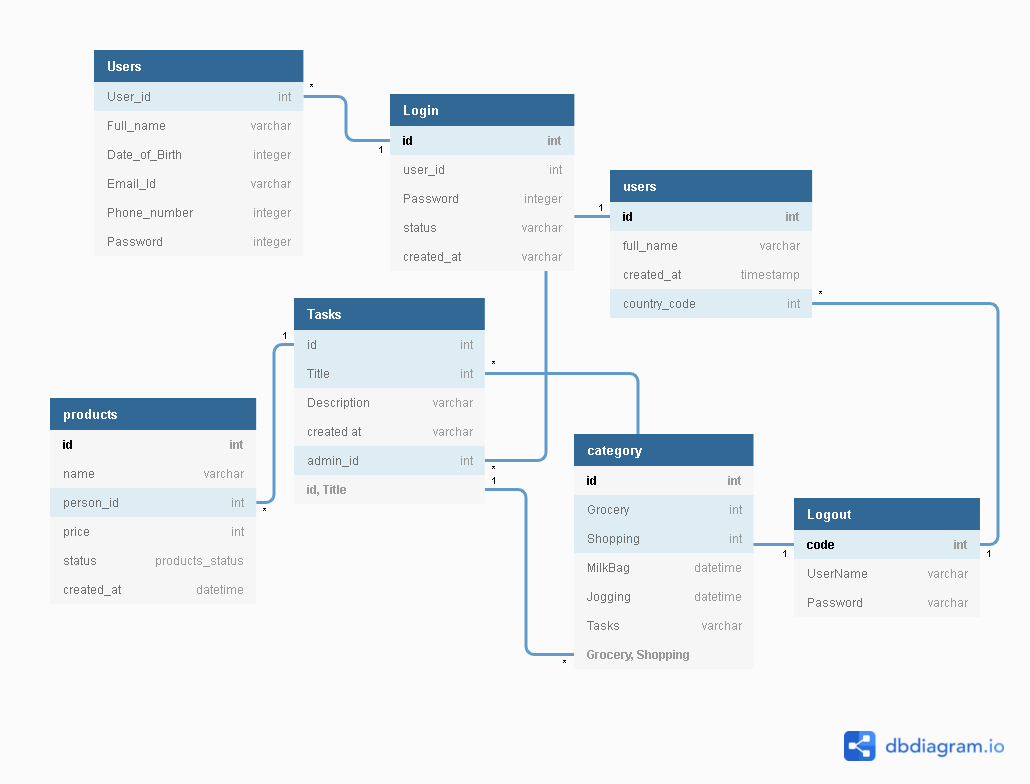 Users
User_id int
Full_name varchar
Date_of_Birth integer
Email_Id varchar
Phone_number integer
Password integer
*
1
Login
id int
user_id int
Password integer
status varchar
created_at varchar
1
users
id int
full_name varchar
created_at timestamp
country_code int
*
1
Tasks
id int
Title int
Description varchar
created at varchar
admin_id int
id, Title
*
*
1
products
id int
name varchar
person_id int
price int
status products_status
created_at datetime
*
category
id int
Grocery int
Shopping int
MilkBag datetime
Jogging datetime
Tasks varchar
Grocery, Shopping
*
1
Logout
code int
UserName varchar
Password varchar
1
dbdiagram.io